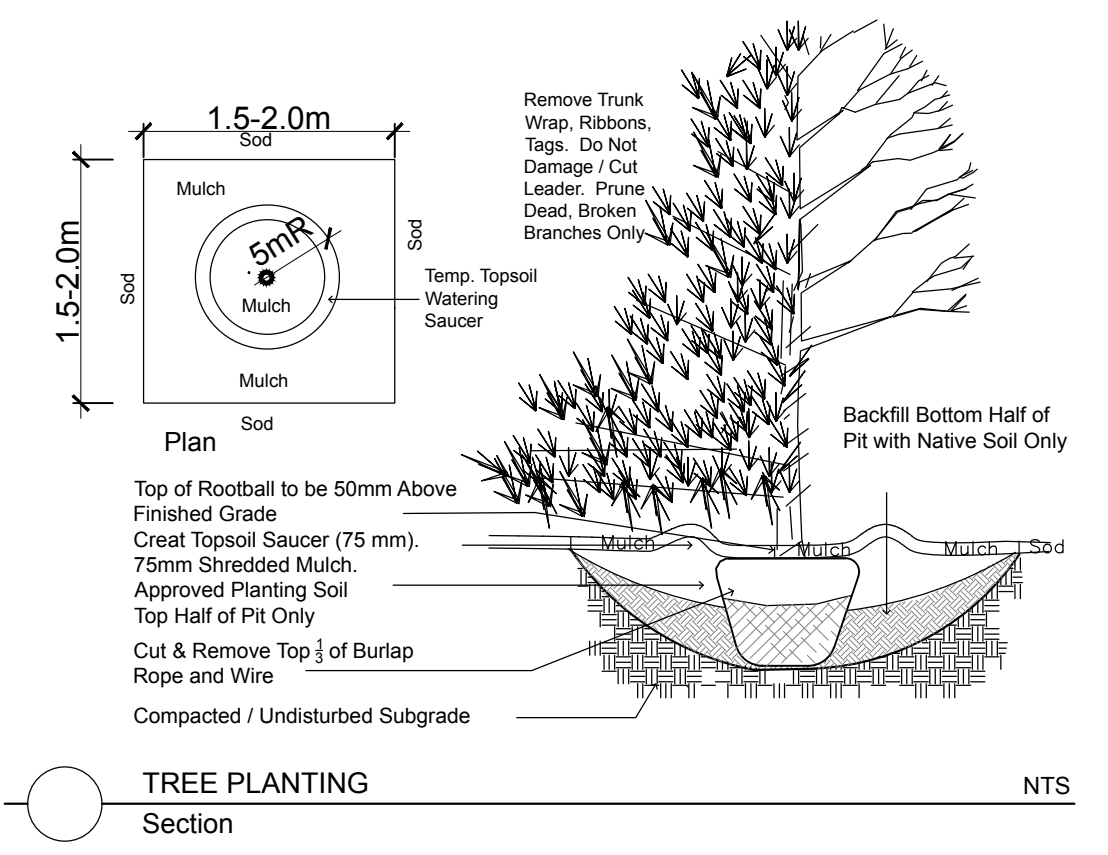 1.5-2.0m
Sod
Mulch
1.5-2.0m
Sod
Sod
.5mR
Mulch
Mulch
Sod
Plan
Temp. Topsoil
Watering
Saucer
Remove Trunk
Wrap, Ribbons,
Tags. Do Not
Damage / Cut
Leader. Prune
Dead, Broken
Branches Only
Backfill Bottom Half of
Pit with Native Soil Only
Top of Rootball to be 50mm Above
Finished Grade
Creat Topsoil Saucer (75 mm).
75mm Shredded Mulch.
Approved Planting Soil
Top Half of Pit Only
Cut & Remove Top 1/3 of Burlap
Rope and Wire
Compacted / Undisturbed Subgrade
Mulch
Mulch
Mulch
Sod
TREE PLANTING
NTS
Section